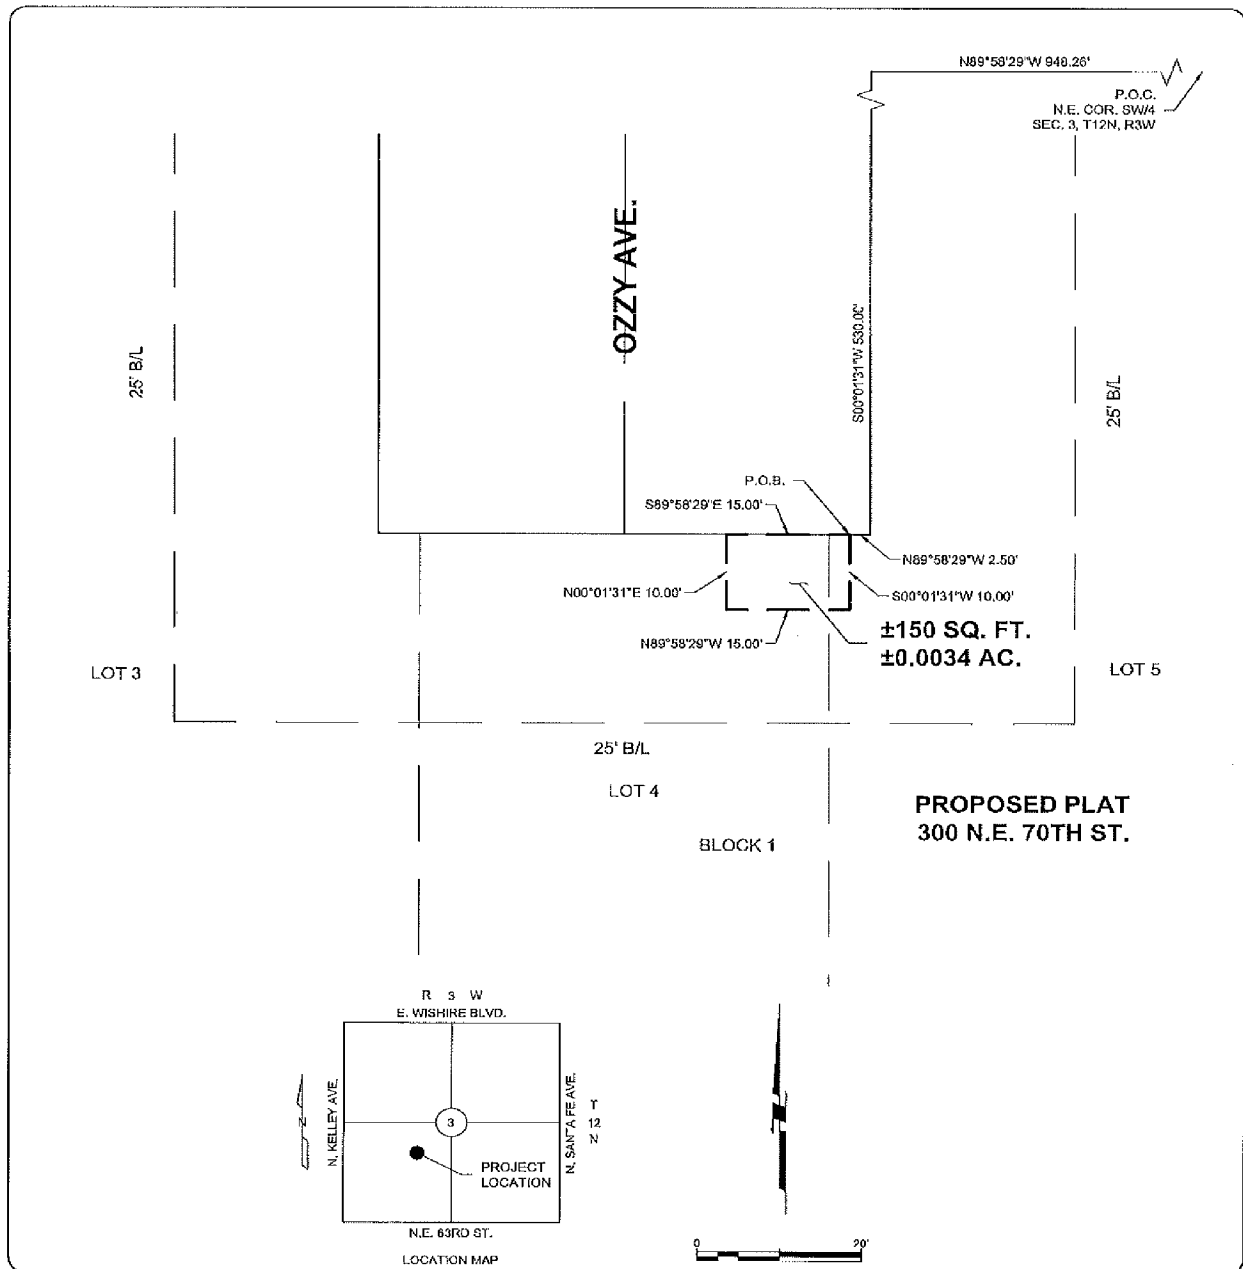 N89°58'29"W 948.26'
P.O.C.
N.E. COR. SW/4
SEC. 3, T12N, R3W
OZZY AVE.
25' B/L
S00°01'31"W 530.00'
25' B/L
P.O.B.
S89°58'29"E 15.00'
N89°58'29"W 2.50'
N00°01'31"E 10.00'
S00°01'31"W 10.00'
N89°58'29"W 15.00'
±150 SQ. FT.
±0.0034 AC.
LOT 3
LOT 5
25' B/L
LOT 4
BLOCK 1
PROPOSED PLAT
300 N.E. 70TH ST.
R 3 W
E. WISHIRE BLVD.
N. KELLEY AVE.
N. SANTA FE AVE.
T
12
N
N
3
PROJECT
LOCATION
N.E. 63RD ST.
LOCATION MAP
0 20'